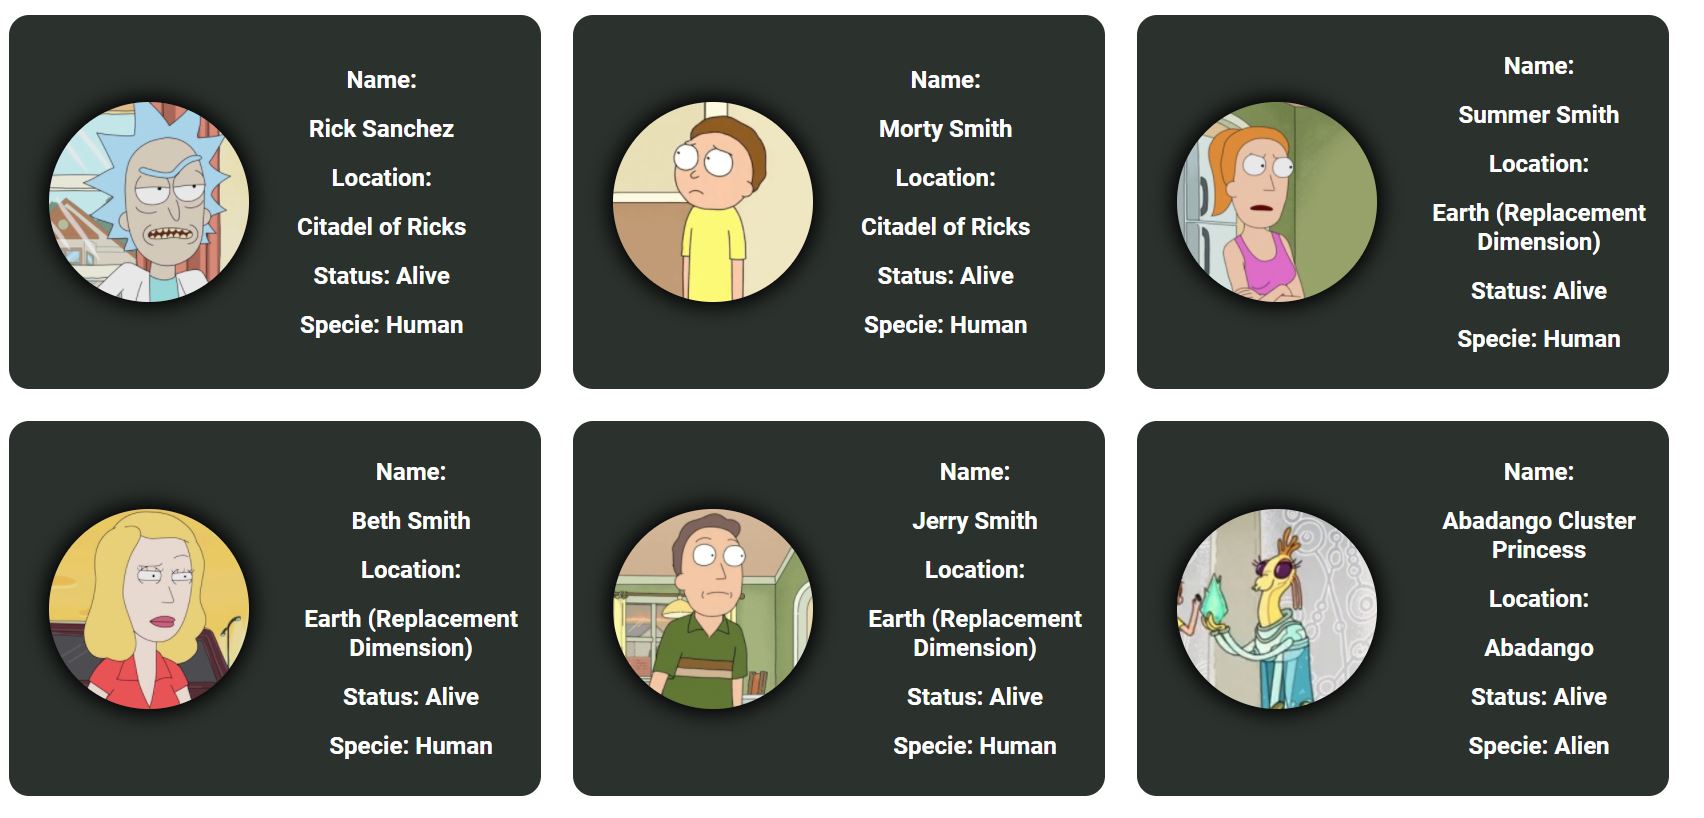 Name:
Rick Sanchez
Location:
Citadel of Ricks
Status: Alive
Specie: Human
Name:
Morty Smith
Location:
Citadel of Ricks
Status: Alive
Specie: Human
Name:
Summer Smith
Location:
Earth (Replacement
Dimension)
Status: Alive
Specie: Human
Name:
Beth Smith
Location:
Earth (Replacement
Dimension)
Status: Alive
Specie: Human
Name:
Jerry Smith
Location:
Earth (Replacement
Dimension)
Status: Alive
Specie: Human
Name:
Abadango Cluster
Princess
Location:
Abadango
Status: Alive
Specie: Alien